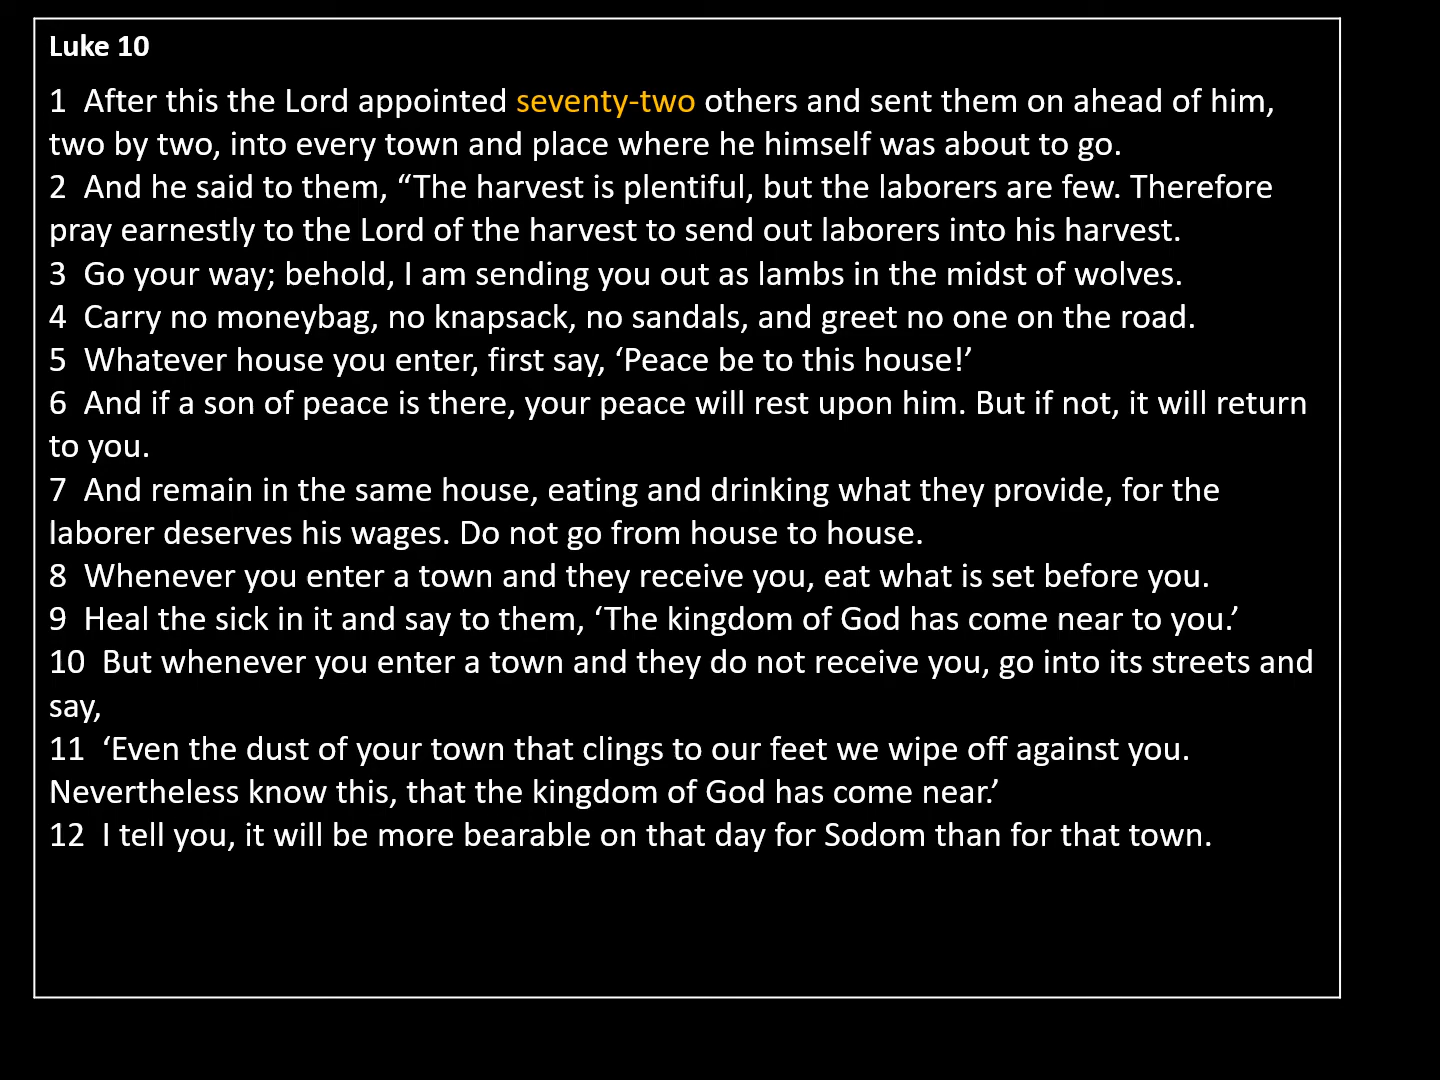 Luke 10
1 After this the Lord appointed seventy-two others and sent them on ahead of him,
two by two, into every town and place where he himself was about to go.
2 And he said to them, “The harvest is plentiful, but the laborers are few. Therefore
pray earnestly to the Lord of the harvest to send out laborers into his harvest.
3 Go your way; behold, I am sending you out as lambs in the midst of wolves.
4 Carry no moneybag, no knapsack, no sandals, and greet no one on the road.
5 Whatever house you enter, first say, ‘Peace be to this house!’
6 And if a son of peace is there, your peace will rest upon him. But if not, it will return
to you.
7 And remain in the same house, eating and drinking what they provide, for the
laborer deserves his wages. Do not go from house to house.
8 Whenever you enter a town and they receive you, eat what is set before you.
9 Heal the sick in it and say to them, ‘The kingdom of God has come near to you.’
10 But whenever you enter a town and they do not receive you, go into its streets and
say,
11 ‘Even the dust of your town that clings to our feet we wipe off against you.
Nevertheless know this, that the kingdom of God has come near.’
12 I tell you, it will be more bearable on that day for Sodom than for that town.